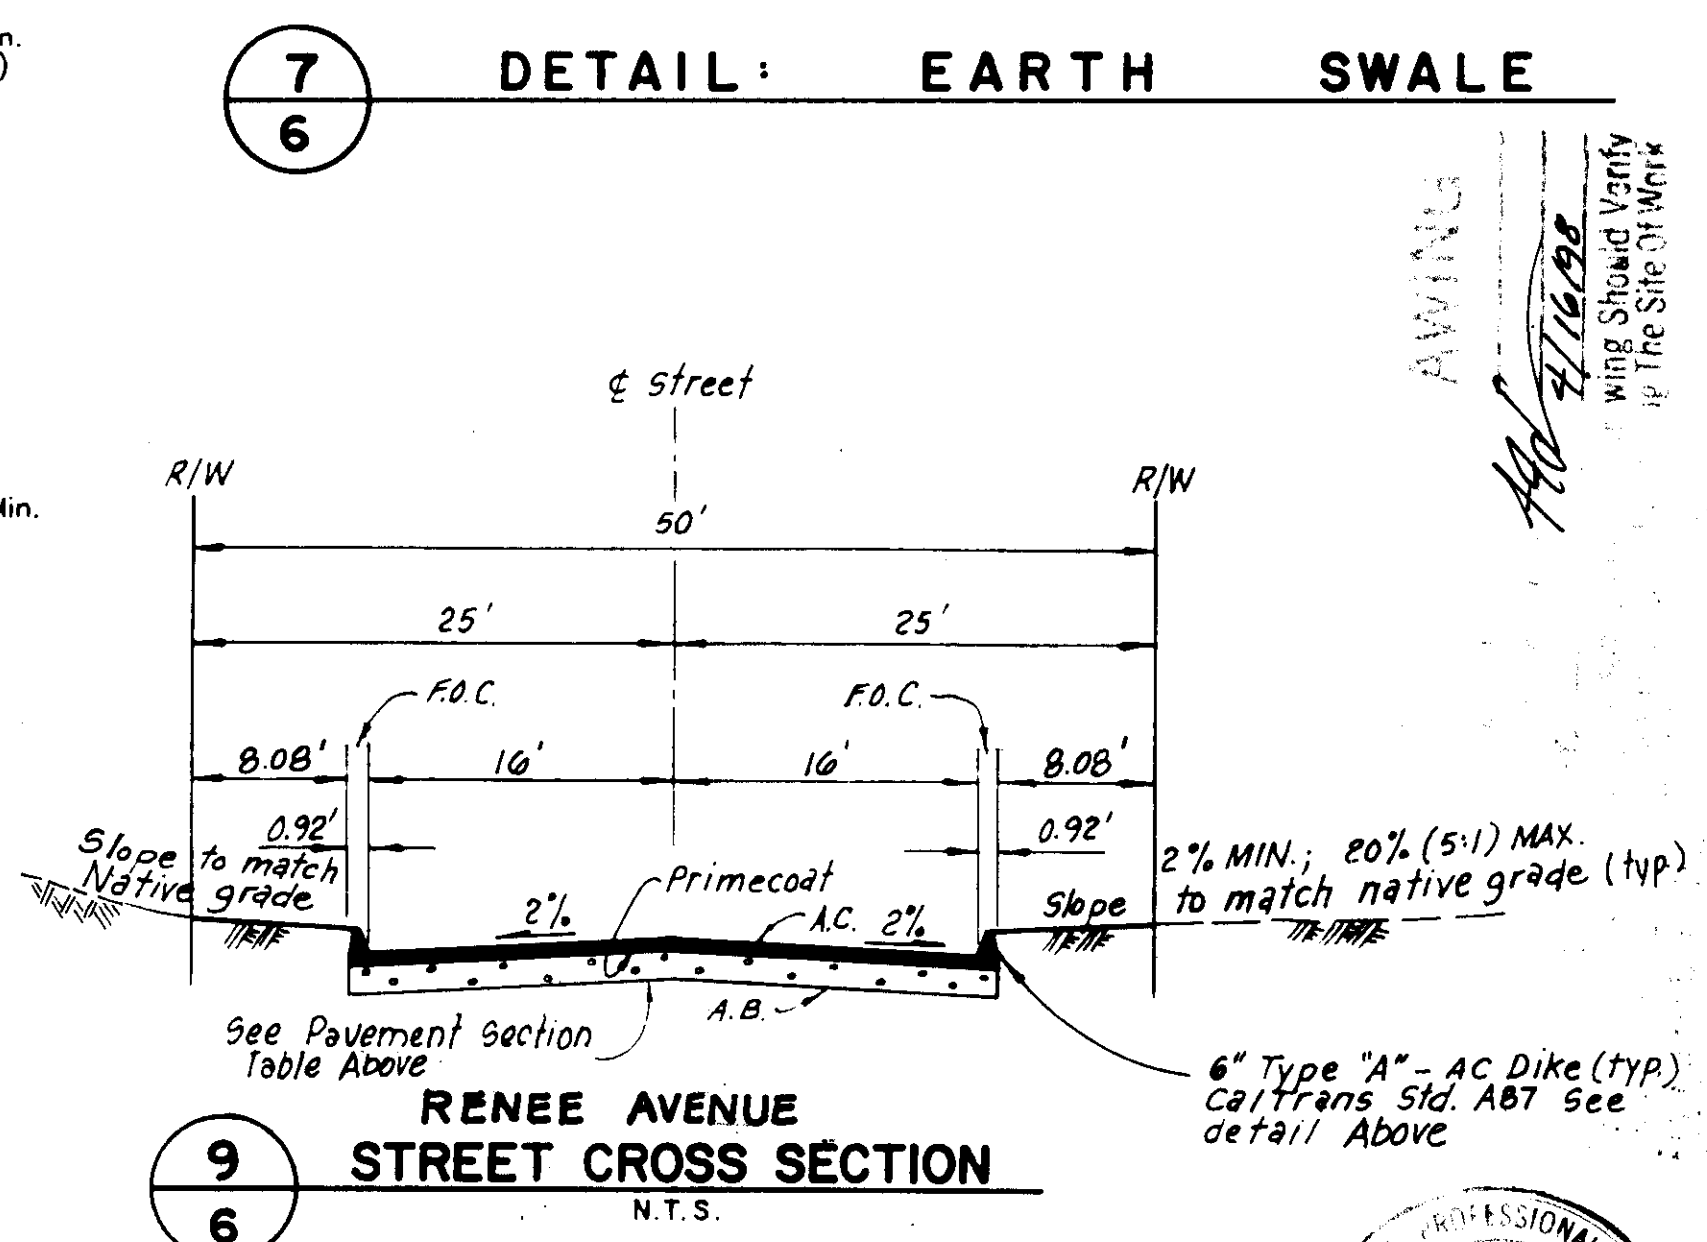 n.
)
7
6
DETAIL: EARTH SWALE
AWING
4/16/98
wing Should Verify
The Site Of Work
₵ street
R/W
R/W
Min.
50'
25'
25'
F.O.C.
F.O.C.
8.08'
16'
16'
8.08'
0.92'
0.92'
Slope to match
Native grade
2% MIN.; 20% (5:1) MAX.
Slope to match native grade (typ.)
Primecoat
2%
A.C.
2%
A.B.
See Pavement Section
Table Above
6" Type "A" - AC Dike (typ.)
CalTrans Std. A87 See
detail Above
RENEE AVENUE
9
6
STREET CROSS SECTION
N.T.S.
PROFESSIONAL